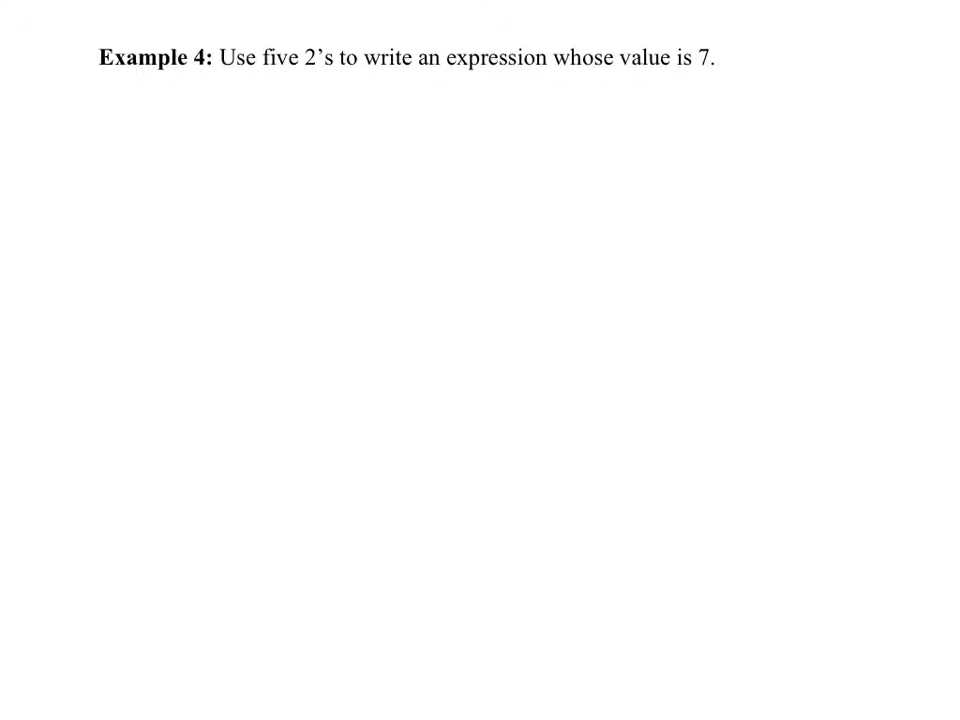 Example 4: Use five 2’s to write an expression whose value is 7.